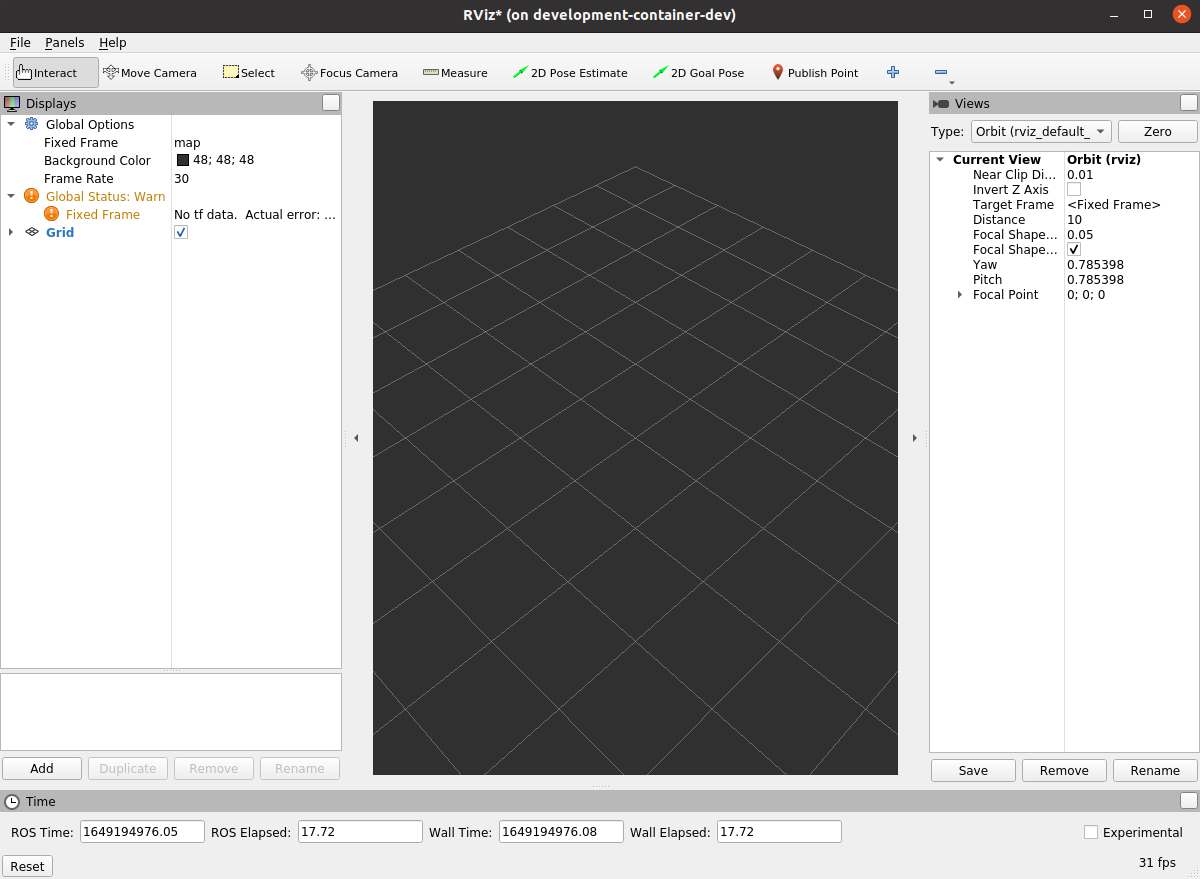 RViz* (on development-container-dev)
File Panels Help
Interact Move Camera Select Focus Camera Measure 2D Pose Estimate 2D Goal Pose Publish Point
Displays
Global Options
Fixed Frame map
Background Color 48; 48; 48
Frame Rate 30
Global Status: Warn
Fixed Frame No tf data.  Actual error: ...
Grid
Add Duplicate Remove Rename
Views
Type: Orbit (rviz_default_ Zero
Current View Orbit (rviz)
Near Clip Di... 0.01
Invert Z Axis
Target Frame <Fixed Frame>
Distance 10
Focal Shape... 0.05
Focal Shape...
Yaw 0.785398
Pitch 0.785398
Focal Point 0; 0; 0
Save Remove Rename
Time
ROS Time: 1649194976.05 ROS Elapsed: 17.72 Wall Time: 1649194976.08 Wall Elapsed: 17.72 Experimental
Reset 31 fps